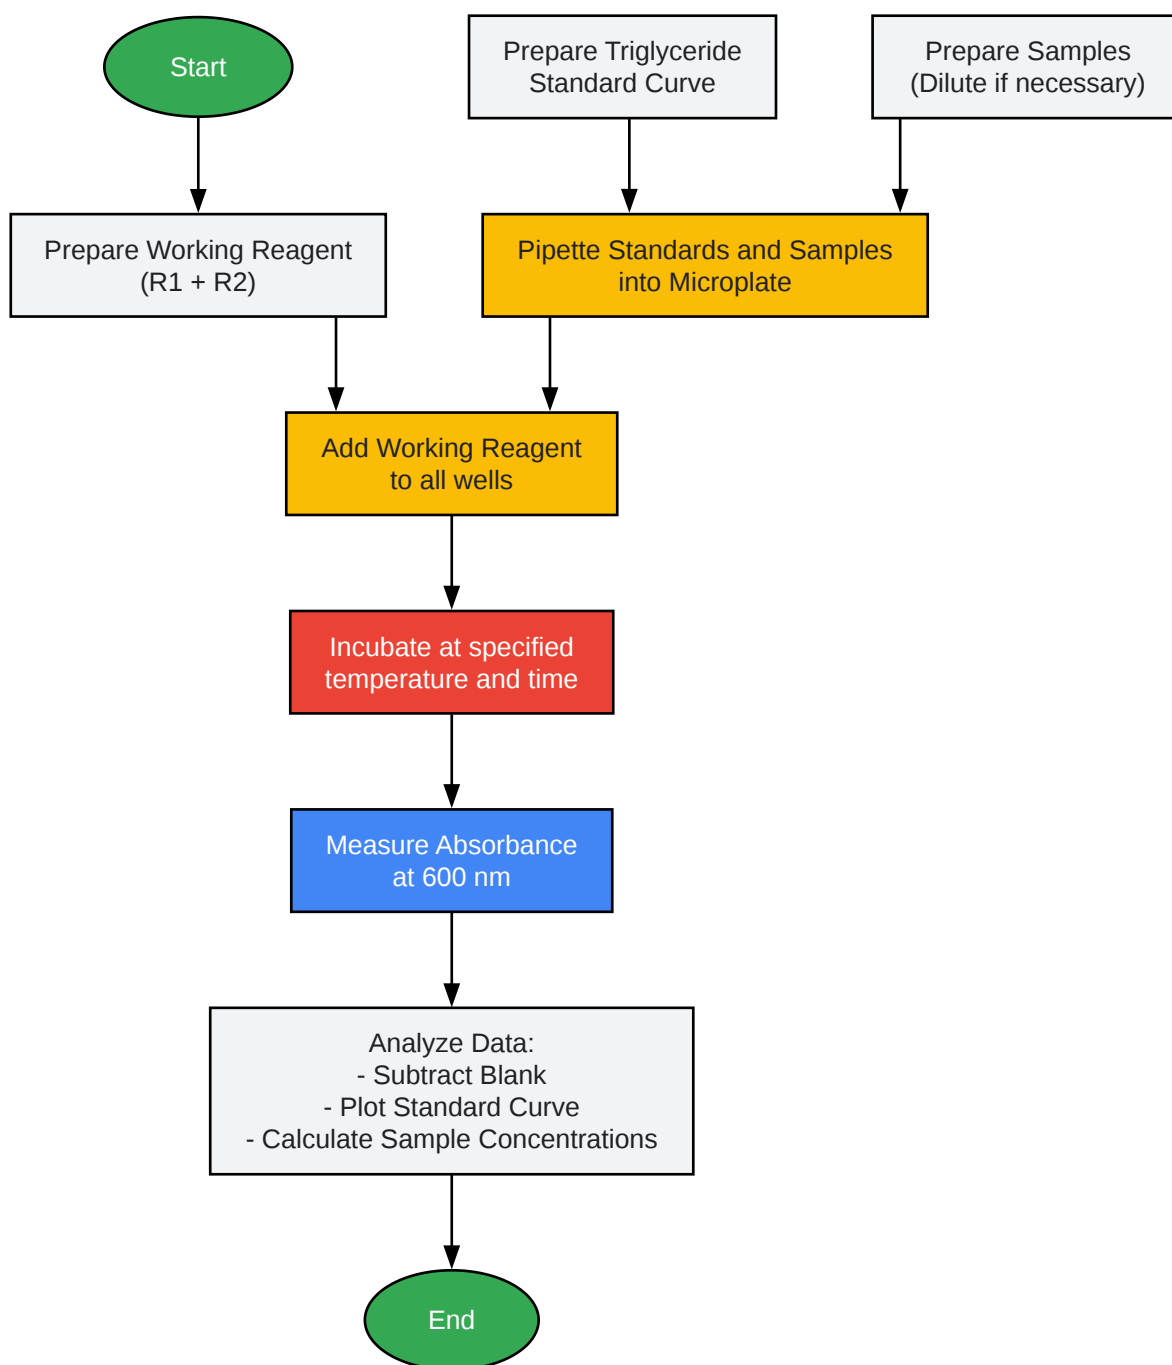 Start
Prepare Triglyceride
Standard Curve
Prepare Samples
(Dilute if necessary)
Prepare Working Reagent
(R1 + R2)
Pipette Standards and Samples
into Microplate
Add Working Reagent
to all wells
Incubate at specified
temperature and time
Measure Absorbance
at 600 nm
Analyze Data:
- Subtract Blank
- Plot Standard Curve
- Calculate Sample Concentrations
End